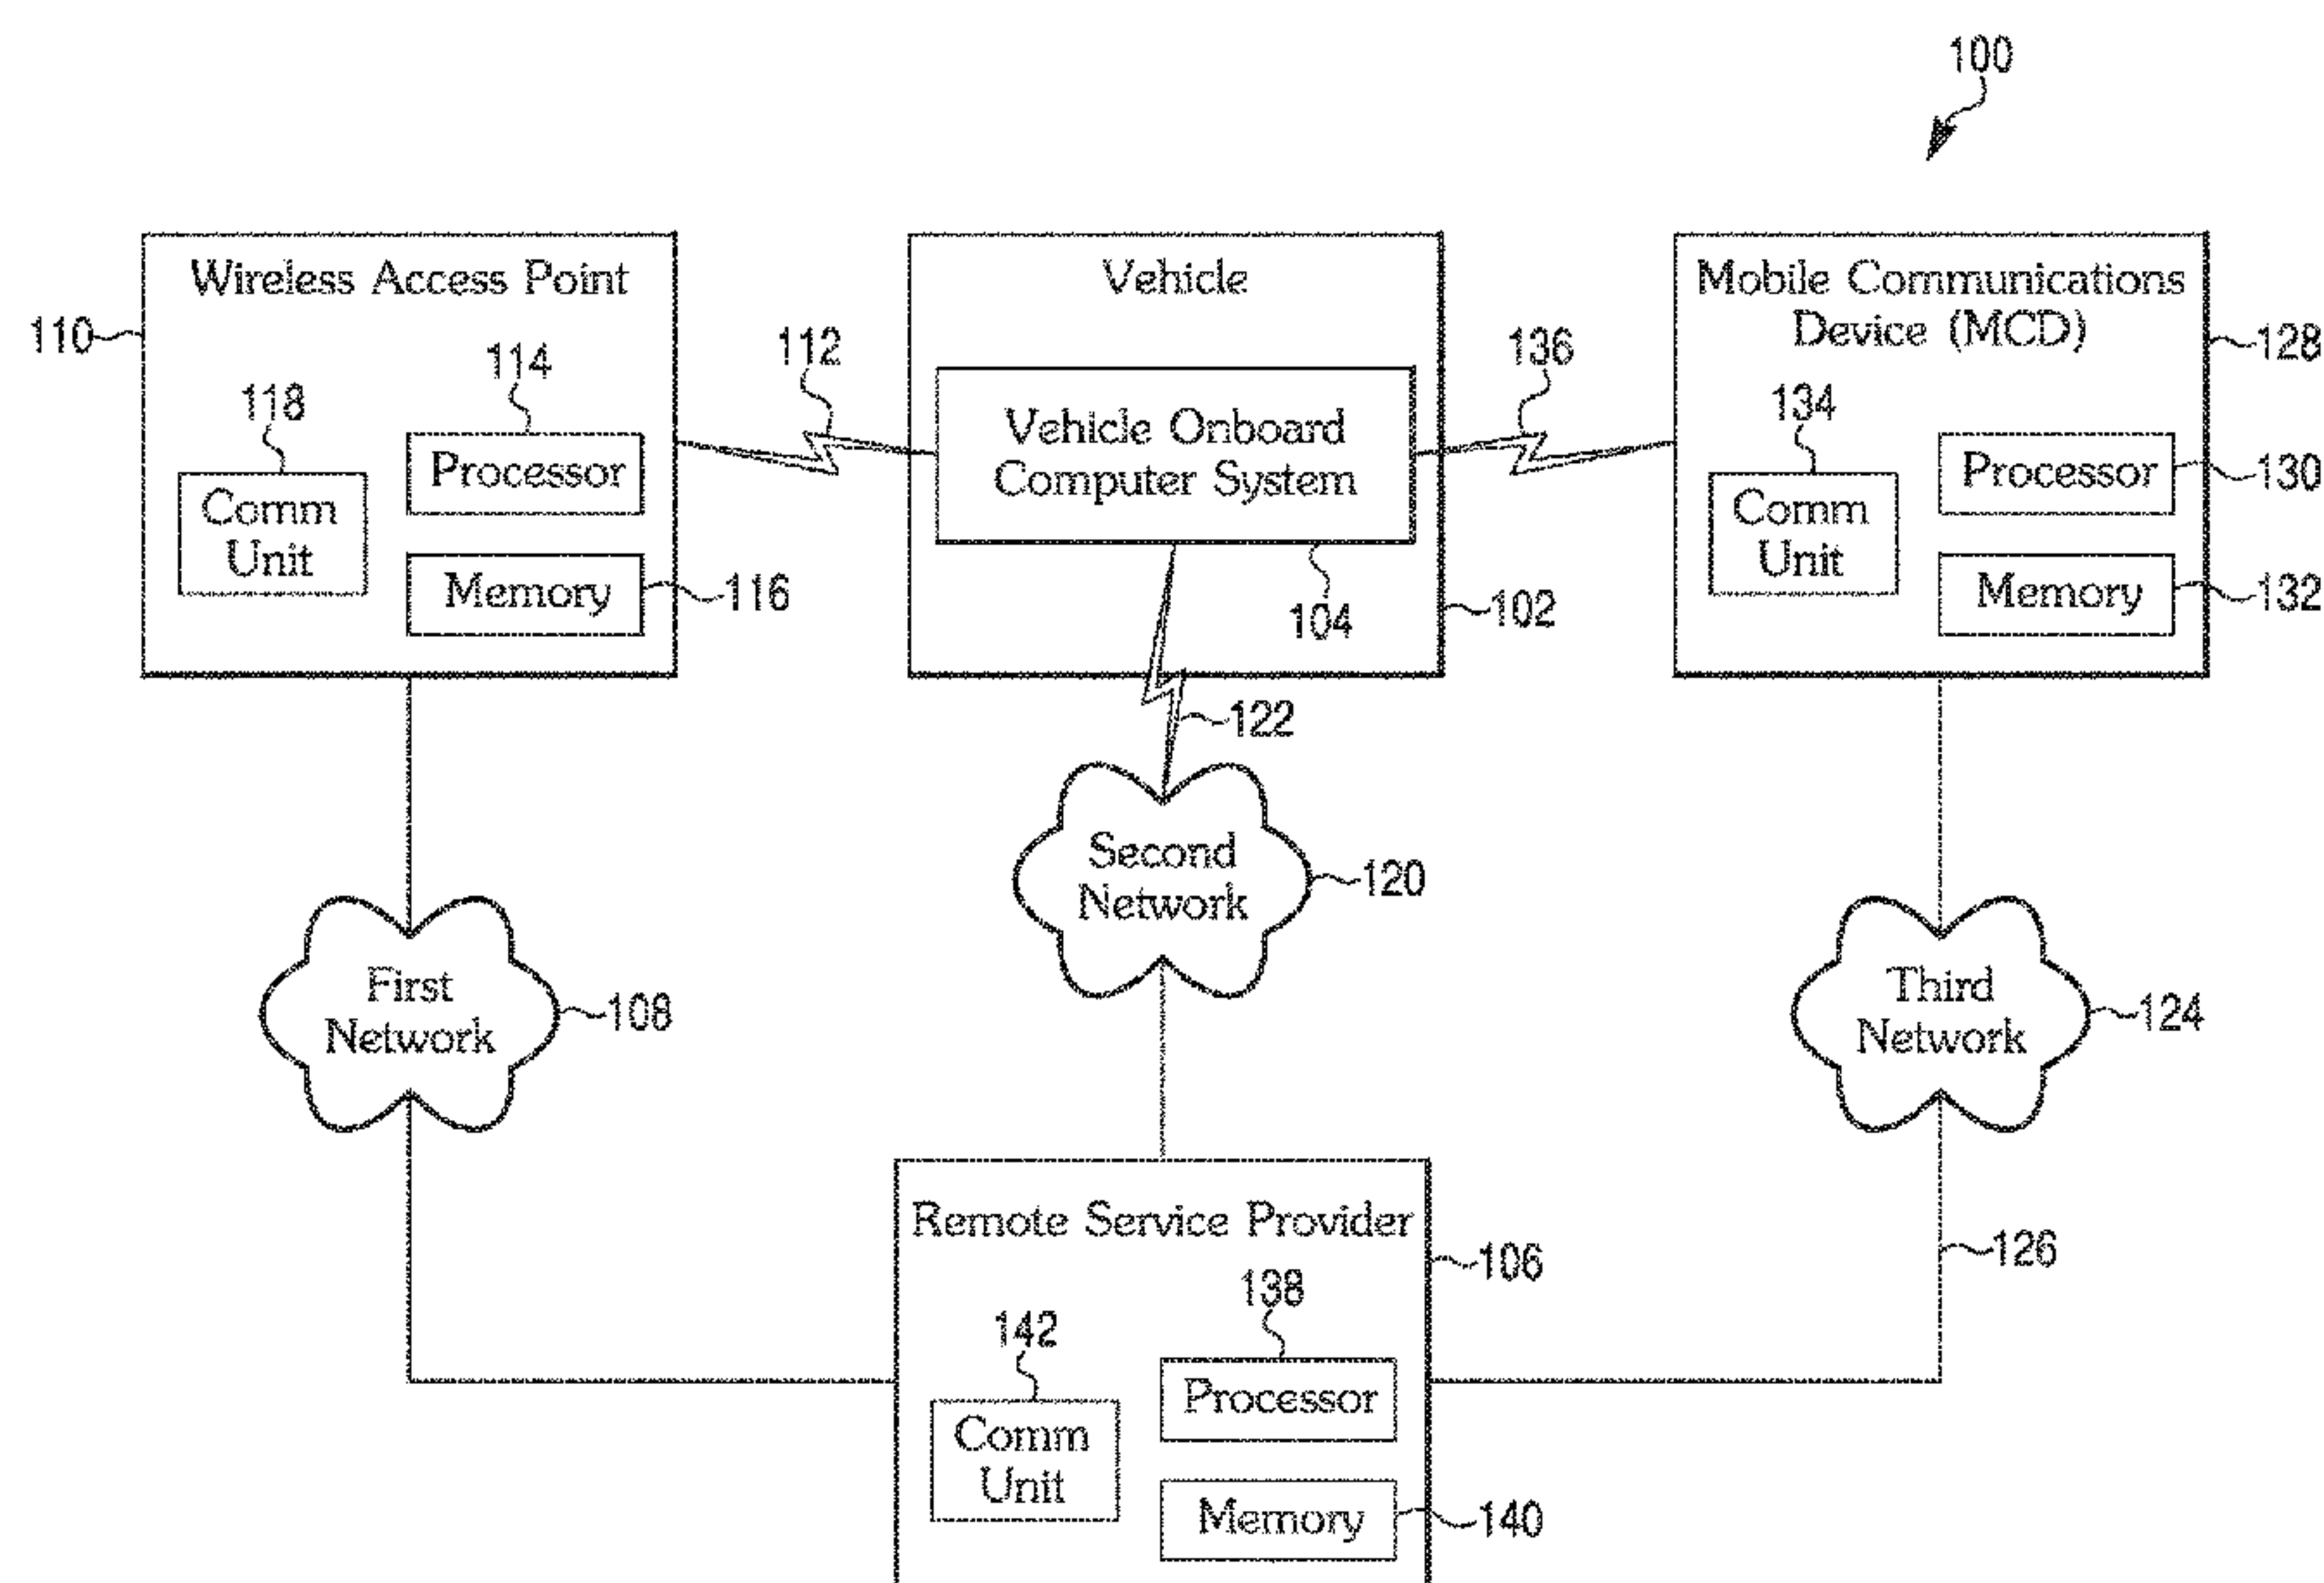 100
Wireless Access Point
110
118
114
Comm
Unit
Processor
Memory
116
112
Vehicle
Vehicle Onboard
Computer System
104
102
136
Mobile Communications
Device (MCD)
128
134
Comm
Unit
Processor
130
Memory
132
122
Second
Network
120
First
Network
108
Third
Network
124
126
Remote Service Provider
106
142
138
Comm
Unit
Processor
Memory
140